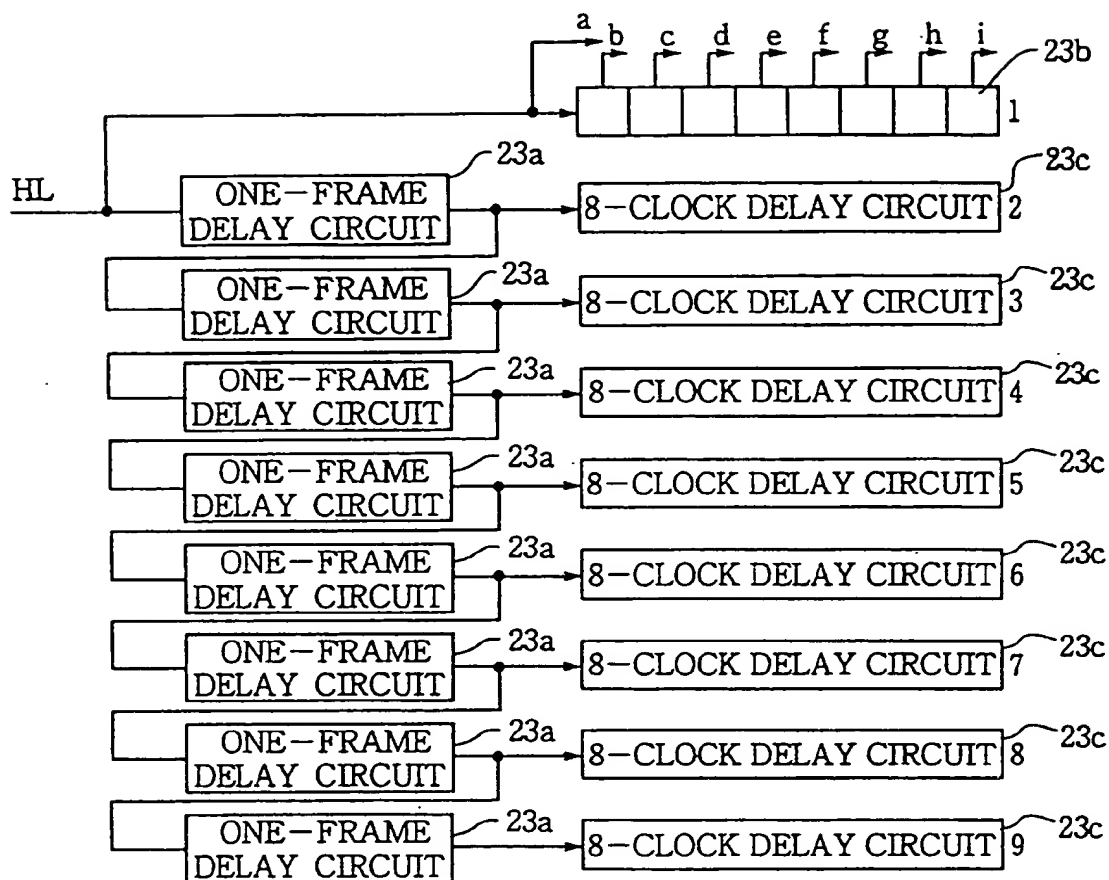 a b c d e f g h i
23b
1
23a
23c
HL
ONE-FRAME
DELAY CIRCUIT
8-CLOCK DELAY CIRCUIT 2
23a
23c
ONE-FRAME
DELAY CIRCUIT
8-CLOCK DELAY CIRCUIT 3
23a
23c
ONE-FRAME
DELAY CIRCUIT
8-CLOCK DELAY CIRCUIT 4
23a
23c
ONE-FRAME
DELAY CIRCUIT
8-CLOCK DELAY CIRCUIT 5
23a
23c
ONE-FRAME
DELAY CIRCUIT
8-CLOCK DELAY CIRCUIT 6
23a
23c
ONE-FRAME
DELAY CIRCUIT
8-CLOCK DELAY CIRCUIT 7
23a
23c
ONE-FRAME
DELAY CIRCUIT
8-CLOCK DELAY CIRCUIT 8
23a
23c
ONE-FRAME
DELAY CIRCUIT
8-CLOCK DELAY CIRCUIT 9